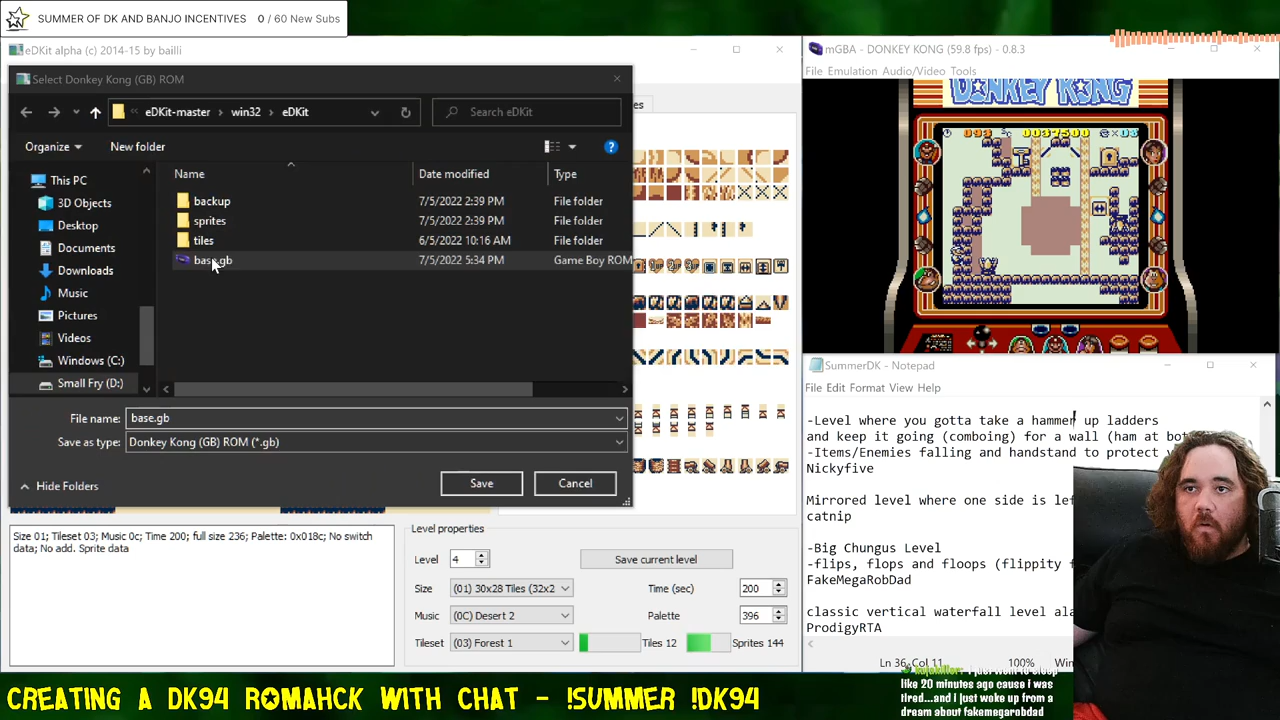 SUMMER OF DK AND BANJO INCENTIVES 0 / 60 New Subs
eDKit alpha (c) 2014-15 by bailli
Select Donkey Kong (GB) ROM
eDKit-master win32 eDKit
Search eDKit
Organize
New folder
This PC
3D Objects
Desktop
Documents
Downloads
Music
Pictures
Videos
Windows (C:)
Small Fry (D:)
Name Date modified Type
backup 7/5/2022 2:39 PM File folder
sprites 7/5/2022 2:39 PM File folder
tiles 6/5/2022 10:16 AM File folder
base.gb 7/5/2022 5:34 PM Game Boy ROM
File name: base.gb
Save as type: Donkey Kong (GB) ROM (*.gb)
Hide Folders
Save
Cancel
Size 01; Tileset 03; Music 0c; Time 200; full size 236; Palette: 0x018c; No switch
data; No add. Sprite data
Level properties
Level 4
Save current level
Size (01) 30x28 Tiles (32x2
Time (sec) 200
Music (0C) Desert 2
Palette 396
Tileset (03) Forest 1
Tiles 12
Sprites 144
mGBA - DONKEY KONG (59.8 fps) - 0.8.3
File Emulation Audio/Video Tools
DONKEY KONG
093 0037500 03
SummerDK - Notepad
File Edit Format View Help
-Level where you gotta take a hammer up ladders
and keep it going (comboing) for a wall (ham at bot
-Items/Enemies falling and handstand to protect
Nickyfive
Mirrored level where one side is lef
catnip
-Big Chungus Level
-flips, flops and floops (flippity f
FakeMegaRobDad
classic vertical waterfall level ala
ProdigyRTA
Ln 36, Col 11
100%
Win
like 20 minutes ago cause i was
tired...and i just woke up from
a dream about fakemegarobdad
CREATING A DK94 ROMAHCK WITH CHAT - !SUMMER !DK94